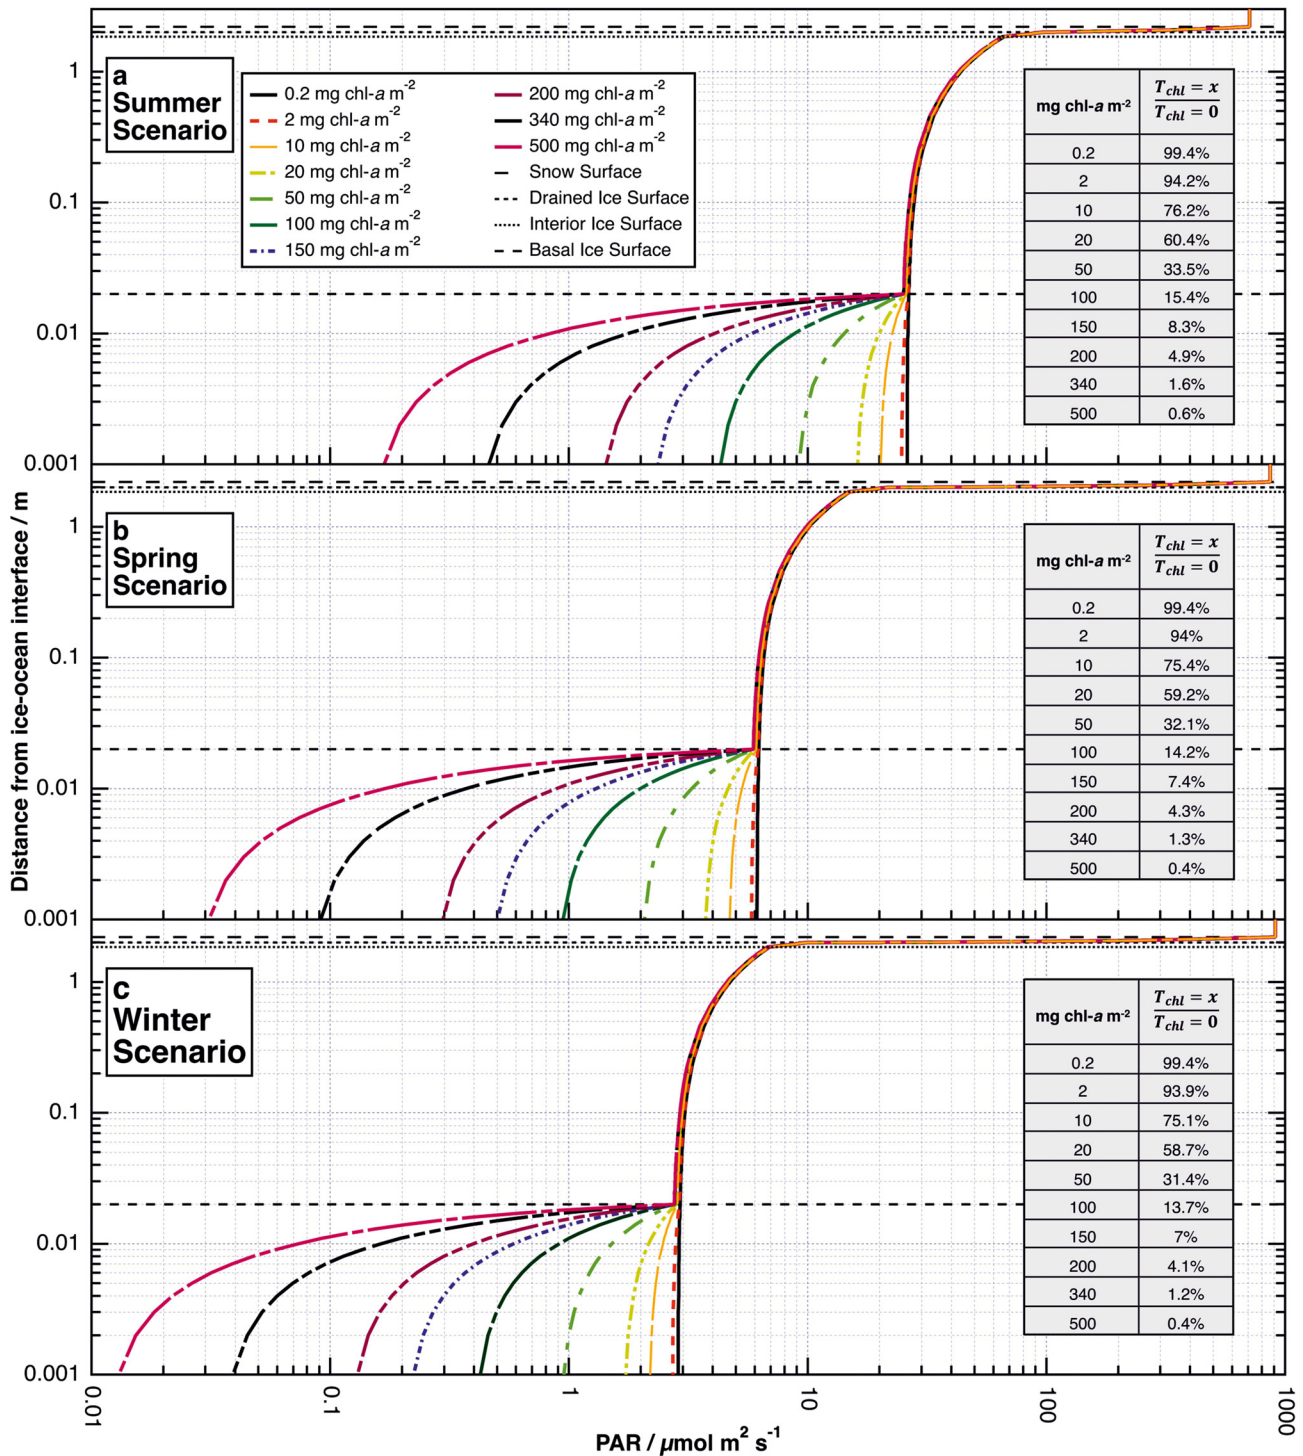 a
Summer
Scenario
0.2 mg chl-a m-2
2 mg chl-a m-2
10 mg chl-a m-2
20 mg chl-a m-2
50 mg chl-a m-2
100 mg chl-a m-2
150 mg chl-a m-2
200 mg chl-a m-2
340 mg chl-a m-2
500 mg chl-a m-2
Snow Surface
Drained Ice Surface
Interior Ice Surface
Basal Ice Surface
mg chl-a m-2 Tchl = x
Tchl = 0
0.2 99.4%
2 94.2%
10 76.2%
20 60.4%
50 33.5%
100 15.4%
150 8.3%
200 4.9%
340 1.6%
500 0.6%
1
0.1
0.01
0.001
b
Spring
Scenario
mg chl-a m-2 Tchl = x
Tchl = 0
0.2 99.4%
2 94%
10 75.4%
20 59.2%
50 32.1%
100 14.2%
150 7.4%
200 4.3%
340 1.3%
500 0.4%
1
0.1
0.01
0.001
Distance from ice-ocean interface / m
c
Winter
Scenario
mg chl-a m-2 Tchl = x
Tchl = 0
0.2 99.4%
2 93.9%
10 75.1%
20 58.7%
50 31.4%
100 13.7%
150 7%
200 4.1%
340 1.2%
500 0.4%
1
0.1
0.01
0.001
0.01 0.1 1 10 100 1000
PAR / µmol m2 s-1